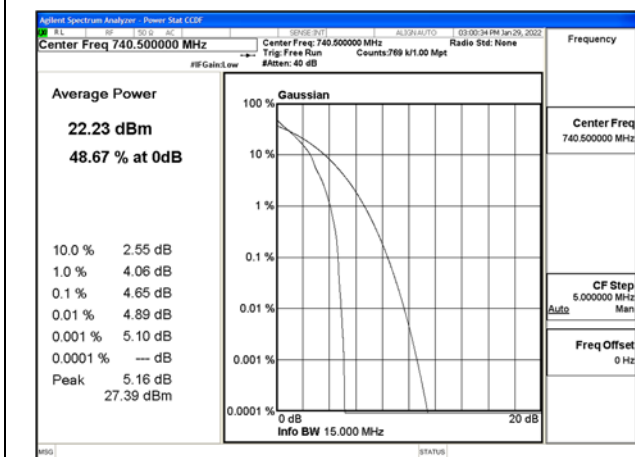 Agilent Spectrum Analyzer - Power Stat CCDF
RL RF 50 Ω AC SENSE:INT ALIGNAUTO 03:00:34 PM Jan 29, 2022
Center Freq 740.500000 MHz
Center Freq: 740.500000 MHz Radio Std: None
Trig: Free Run Counts:769 k/1.00 Mpt
#IFGain:Low #Atten: 40 dB
Frequency
Average Power
22.23 dBm
48.67 % at 0dB
10.0 % 2.55 dB
1.0 % 4.06 dB
0.1 % 4.65 dB
0.01 % 4.89 dB
0.001 % 5.10 dB
0.0001 % --- dB
Peak 5.16 dB
27.39 dBm
Gaussian
100 %
10 %
1 %
0.1 %
0.01 %
0.001 %
0.0001 %
0 dB 20 dB
Info BW 15.000 MHz
Center Freq
740.500000 MHz
CF Step
5.000000 MHz
Auto Man
Freq Offset
0 Hz
MSG STATUS